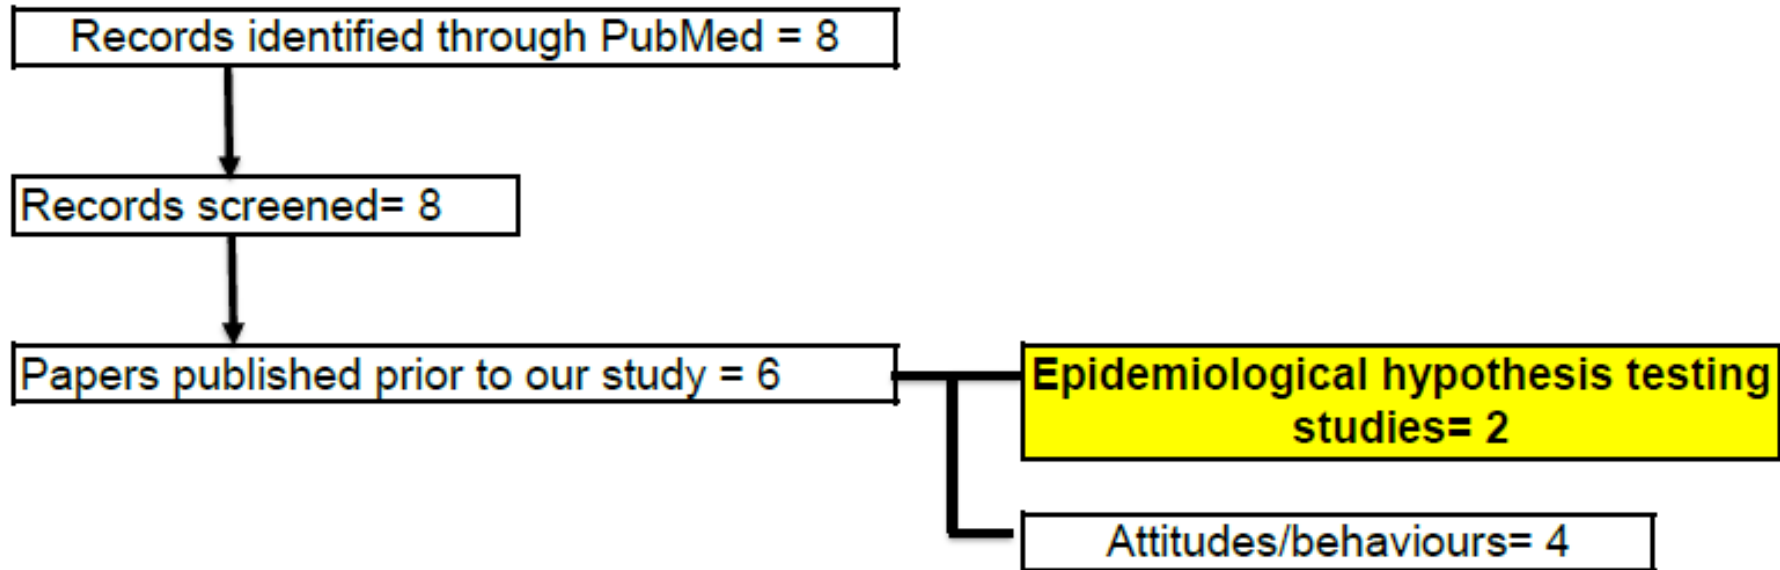 Records identified through PubMed = 8
Records screened= 8
Papers published prior to our study = 6
Epidemiological hypothesis testing
studies= 2
Attitudes/behaviours= 4